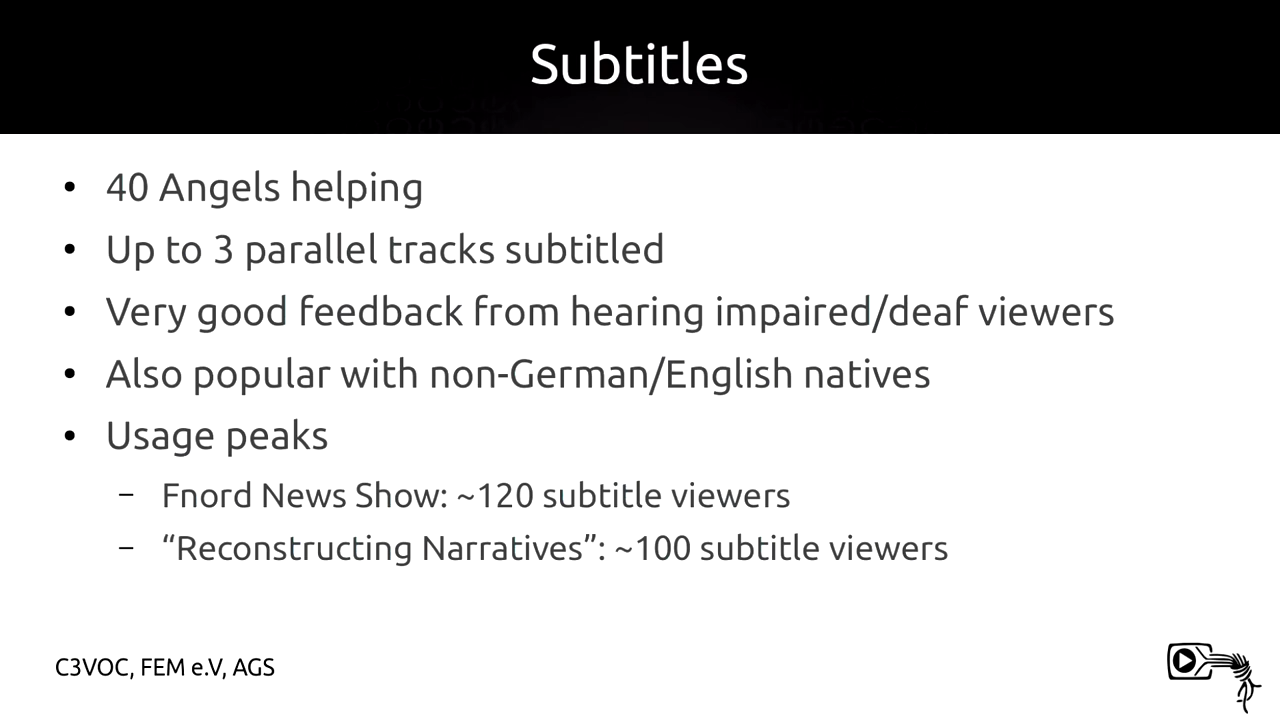 Subtitles
• 40 Angels helping
• Up to 3 parallel tracks subtitled
• Very good feedback from hearing impaired/deaf viewers
• Also popular with non-German/English natives
• Usage peaks
– Fnord News Show: ~120 subtitle viewers
– “Reconstructing Narratives”: ~100 subtitle viewers
C3VOC, FEM e.V, AGS